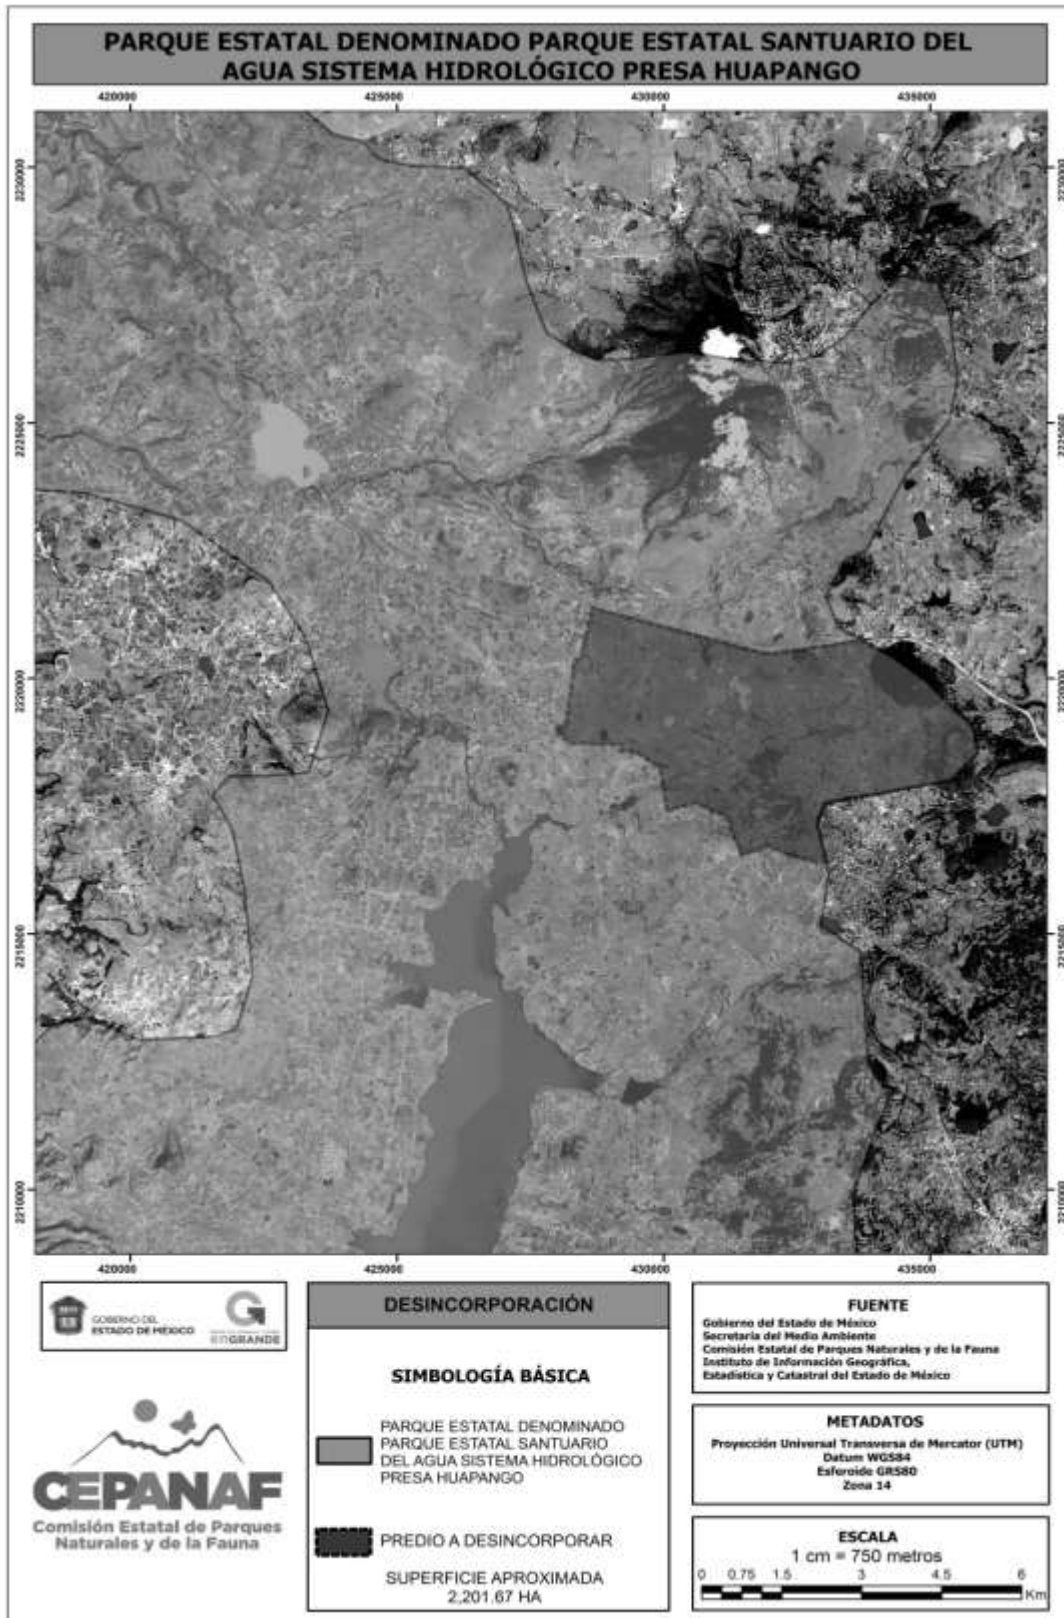 PARQUE ESTATAL DENOMINADO PARQUE ESTATAL SANTUARIO DEL
AGUA SISTEMA HIDROLÓGICO PRESA HUAPANGO
420000 425000 430000 435000
2230000 2230000
2225000 2225000
2220000 2220000
2215000 2215000
2210000 2210000
420000 425000 430000 435000
GOBIERNO DEL
ESTADO DE MÉXICO
enGRANDE
CEPANAF
Comisión Estatal de Parques
Naturales y de la Fauna
DESINCORPORACIÓN
SIMBOLOGÍA BÁSICA
PARQUE ESTATAL DENOMINADO
PARQUE ESTATAL SANTUARIO
DEL AGUA SISTEMA HIDROLÓGICO
PRESA HUAPANGO
PREDIO A DESINCORPORAR
SUPERFICIE APROXIMADA
2,201.67 HA
FUENTE
Gobierno del Estado de México
Secretaria del Medio Ambiente
Comisión Estatal de Parques Naturales y de la Fauna
Instituto de Información Geográfica,
Estadística y Catastral del Estado de México
METADATOS
Proyección Universal Transversa de Mercator (UTM)
Datum WGS84
Esferoide GRS80
Zona 14
ESCALA
1 cm = 750 metros
0 0.75 1.5 3 4.5 6
Km